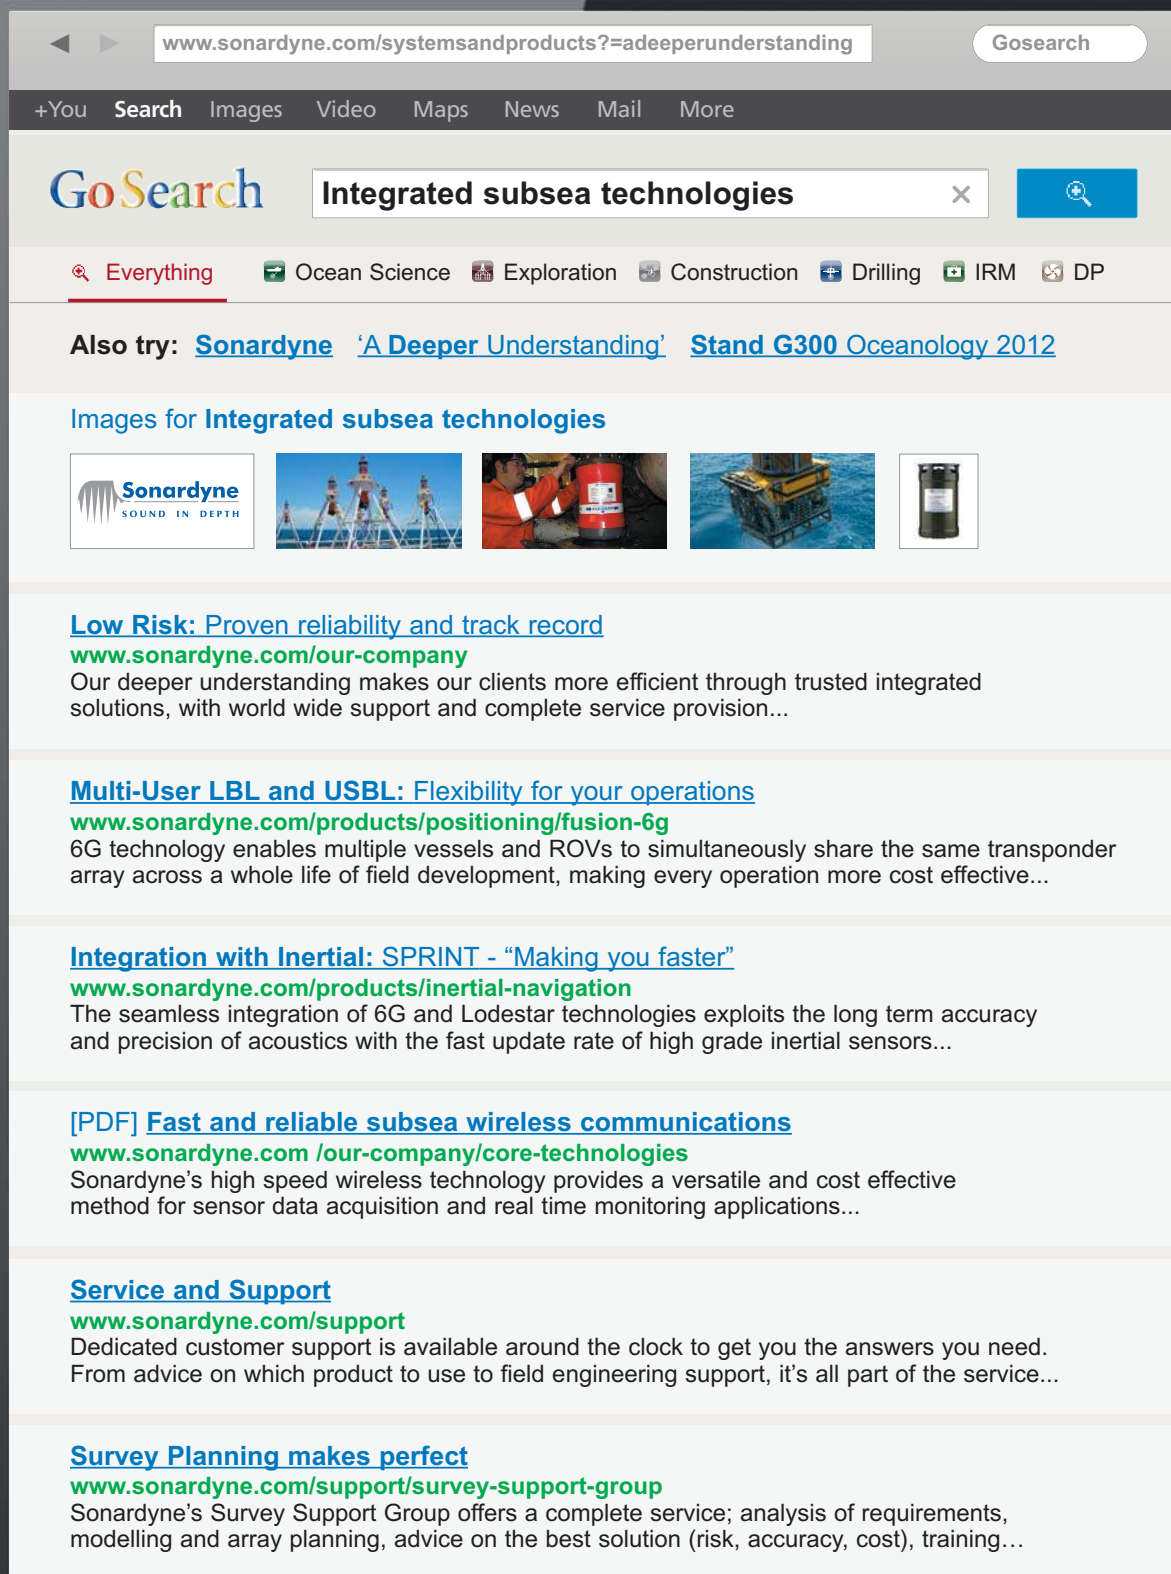 www.sonardyne.com/systemsandproducts?=adeeperunderstanding
Gosearch
+You Search Images Video Maps News Mail More
GoSearch
Integrated subsea technologies
Everything Ocean Science Exploration Construction Drilling IRM DP
Also try: Sonardyne ‘A Deeper Understanding’ Stand G300 Oceanology 2012
Images for Integrated subsea technologies
Sonardyne
SOUND IN DEPTH
Low Risk: Proven reliability and track record
www.sonardyne.com/our-company
Our deeper understanding makes our clients more efficient through trusted integrated
solutions, with world wide support and complete service provision...
Multi-User LBL and USBL: Flexibility for your operations
www.sonardyne.com/products/positioning/fusion-6g
6G technology enables multiple vessels and ROVs to simultaneously share the same transponder
array across a whole life of field development, making every operation more cost effective...
Integration with Inertial: SPRINT - “Making you faster”
www.sonardyne.com/products/inertial-navigation
The seamless integration of 6G and Lodestar technologies exploits the long term accuracy
and precision of acoustics with the fast update rate of high grade inertial sensors...
[PDF] Fast and reliable subsea wireless communications
www.sonardyne.com /our-company/core-technologies
Sonardyne’s high speed wireless technology provides a versatile and cost effective
method for sensor data acquisition and real time monitoring applications...
Service and Support
www.sonardyne.com/support
Dedicated customer support is available around the clock to get you the answers you need.
From advice on which product to use to field engineering support, it’s all part of the service...
Survey Planning makes perfect
www.sonardyne.com/support/survey-support-group
Sonardyne’s Survey Support Group offers a complete service; analysis of requirements,
modelling and array planning, advice on the best solution (risk, accuracy, cost), training…